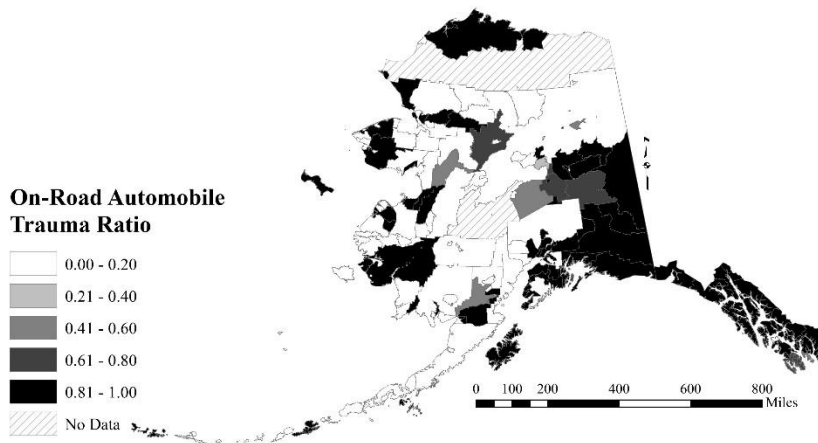 On-Road Automobile
Trauma Ratio
0.00 - 0.20
0.21 - 0.40
0.41 - 0.60
0.61 - 0.80
0.81 - 1.00
No Data
0 100 200 400 600 800
Miles